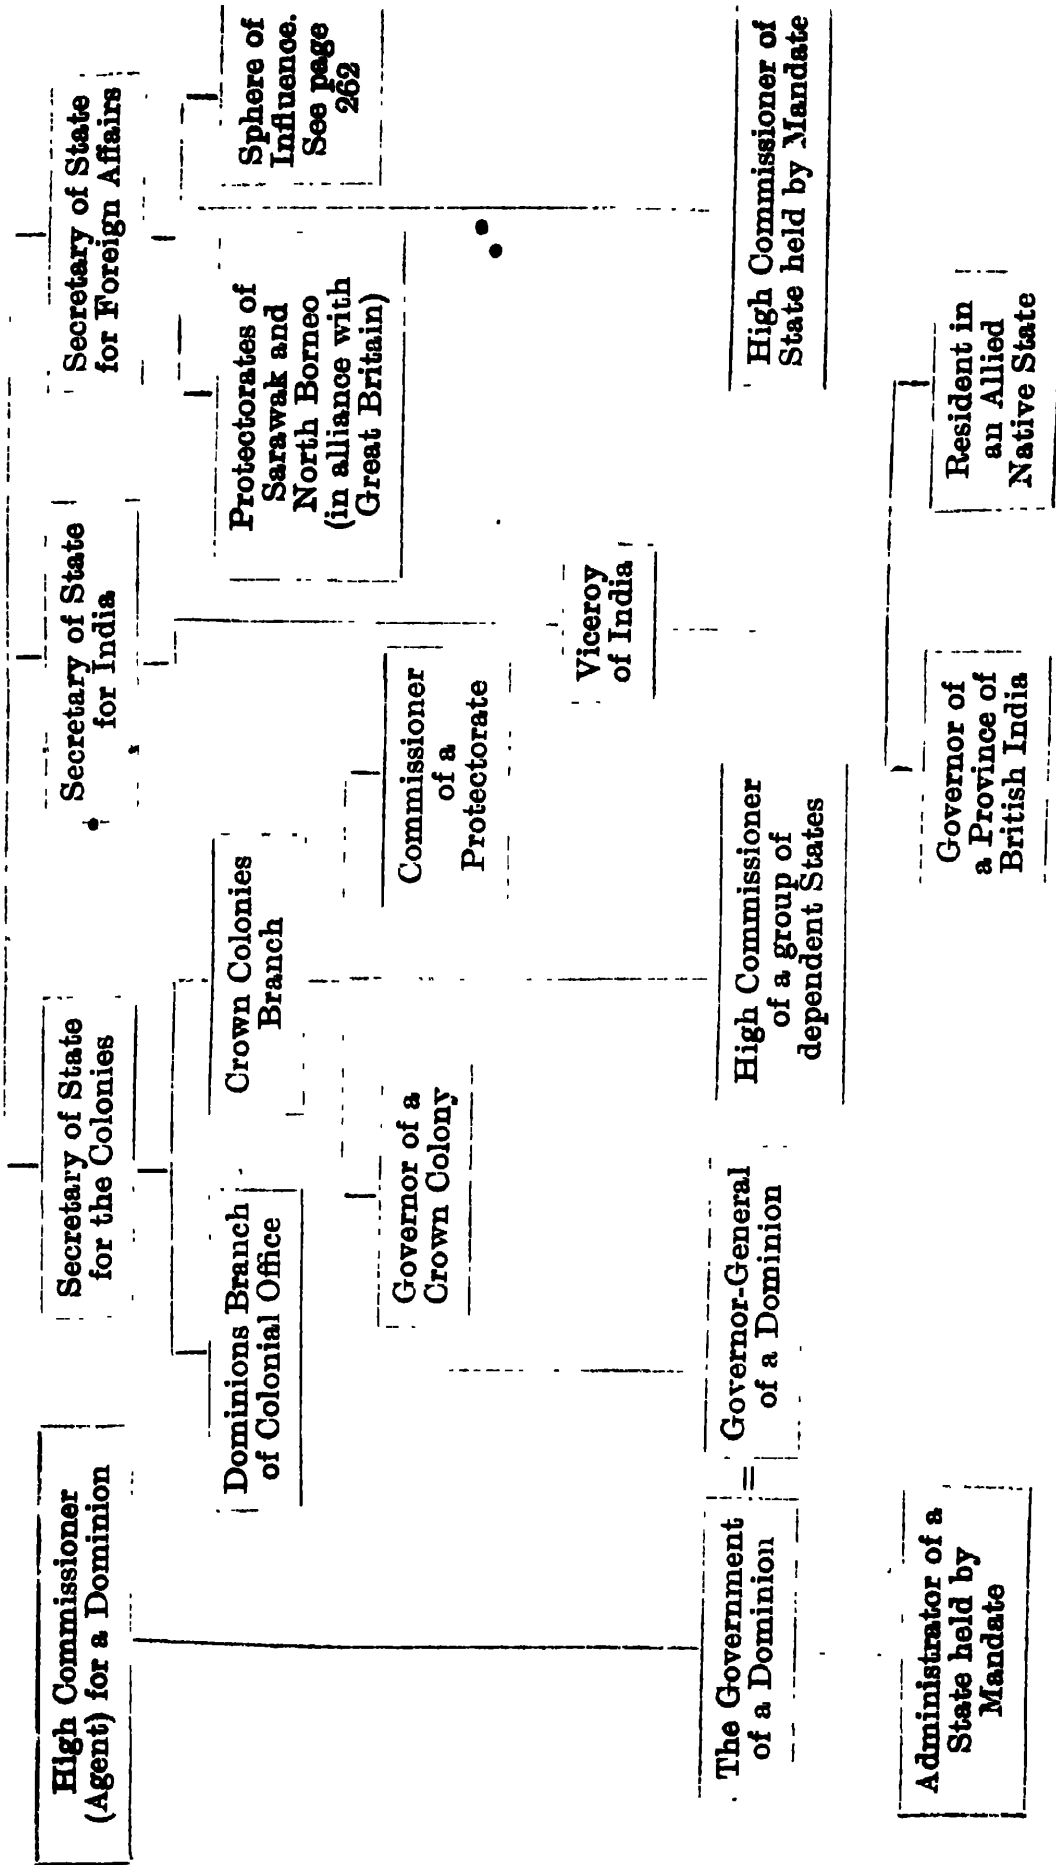 High Commissioner
(Agent) for a Dominion
Secretary of State
for the Colonies
Secretary of State
for India
Secretary of State
for Foreign Affairs
Dominions Branch
of Colonial Office
Crown Colonies
Branch
Protectorates of
Sarawak and
North Borneo
(in alliance with
Great Britain)
Sphere of
Influence.
See page
262
Governor of a
Crown Colony
Commissioner
of a
Protectorate
Viceroy
of India
The Government
of a Dominion
=
Governor-General
of a Dominion
High Commissioner
of a group of
dependent States
High Commissioner of
State held by Mandate
Administrator of a
State held by
Mandate
Governor of
a Province of
British India
Resident in
an Allied
Native State